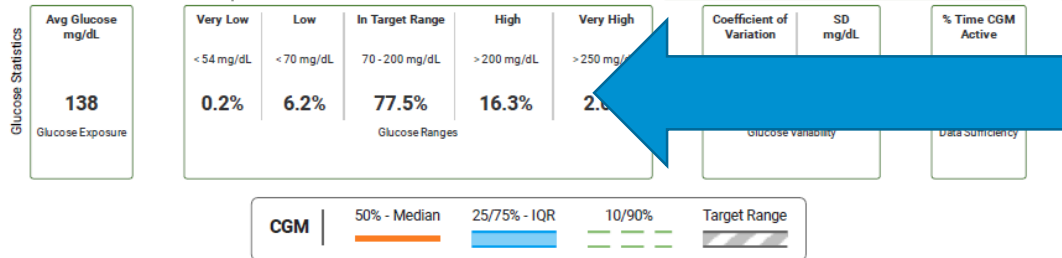 Glucose Statistics
Avg Glucose
mg/dL
138
Glucose Exposure
Very Low
< 54 mg/dL
0.2%
Low
< 70 mg/dL
6.2%
In Target Range
70 - 200 mg/dL
77.5%
High
> 200 mg/dL
16.3%
Very High
> 250
Glucose Ranges
Coefficient of
Variation
SD
mg/dL
Glucose Variability
% Time CGM
Active
Data Sufficiency
CGM
50% - Median
25/75% - IQR
10/90%
Target Range